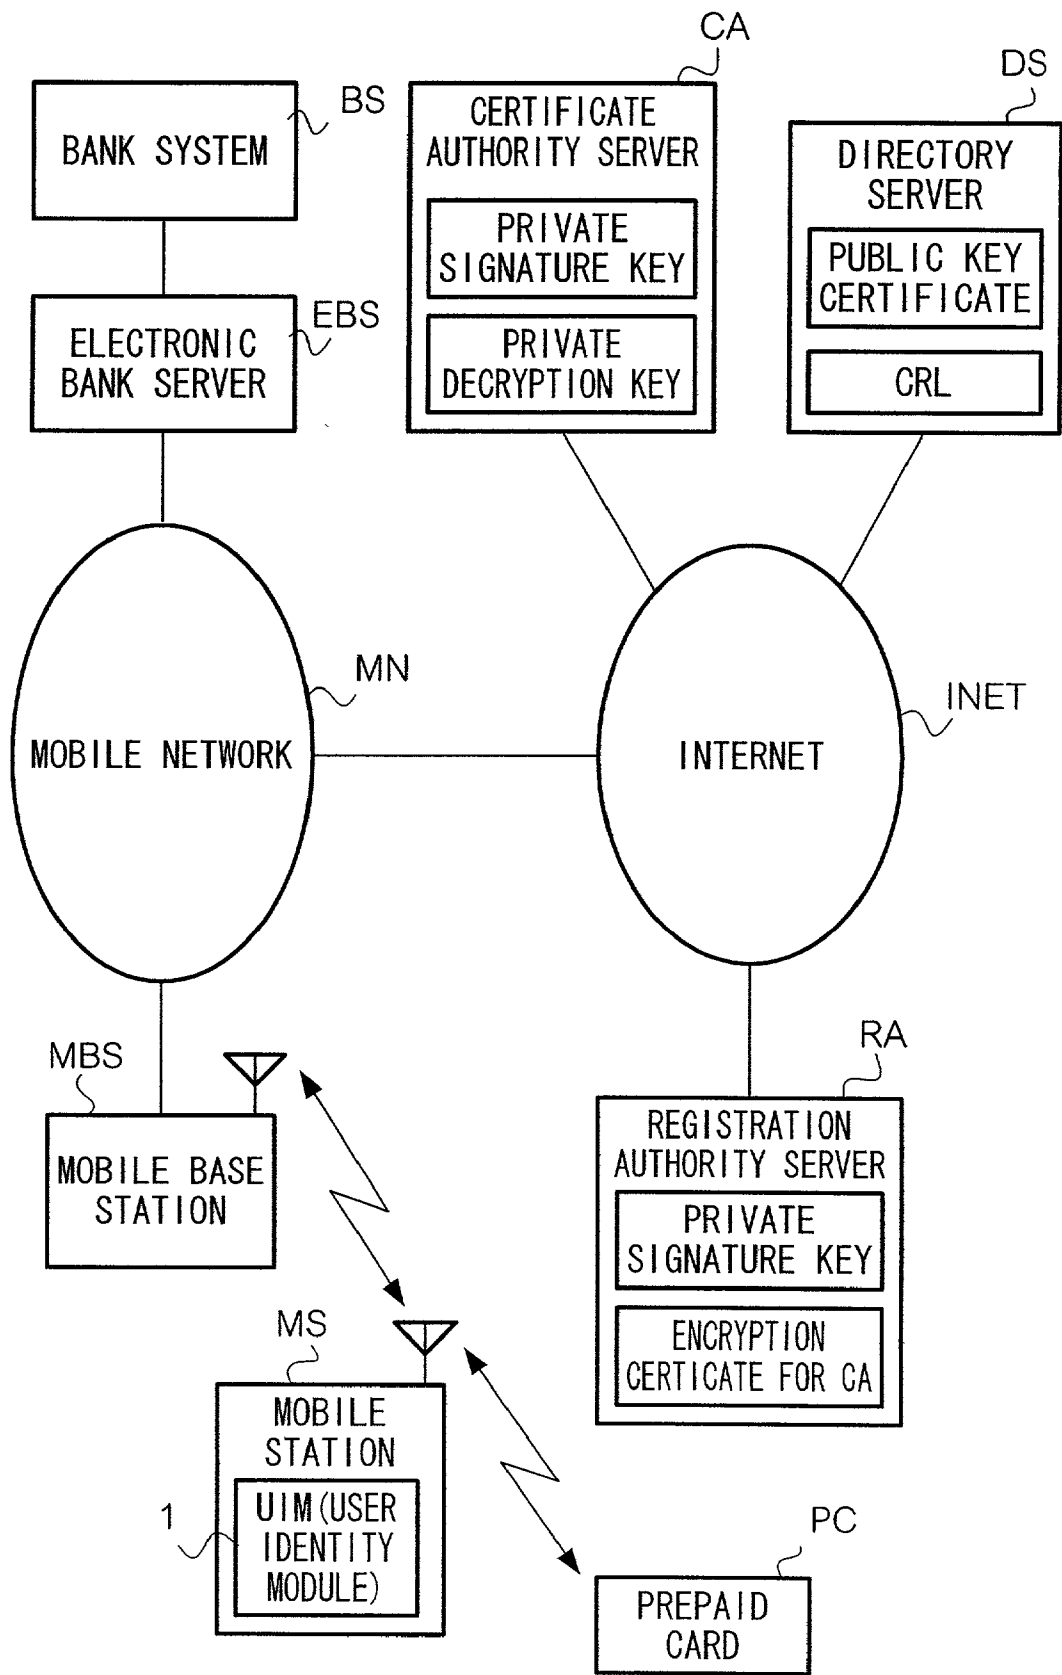 CA
DS
BS
BANK SYSTEM
CERTIFICATE
AUTHORITY SERVER
PRIVATE
SIGNATURE KEY
PRIVATE
DECRYPTION KEY
DIRECTORY
SERVER
PUBLIC KEY
CERTIFICATE
CRL
EBS
ELECTRONIC
BANK SERVER
MN
MOBILE NETWORK
INET
INTERNET
MBS
MOBILE BASE
STATION
RA
REGISTRATION
AUTHORITY SERVER
PRIVATE
SIGNATURE KEY
ENCRYPTION
CERTICATE FOR CA
MS
MOBILE
STATION
1
UIM(USER
IDENTITY
MODULE)
PC
PREPAID
CARD